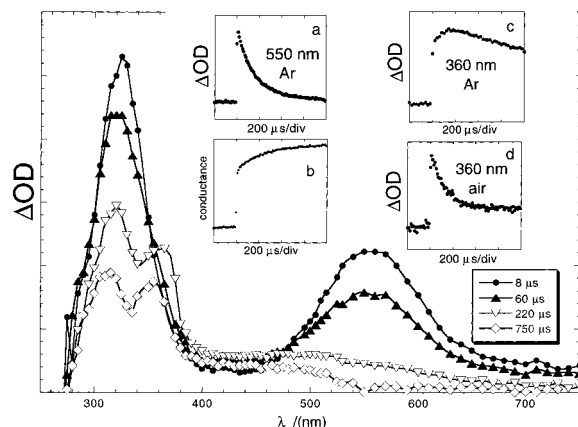 ΔOD
a
550 nm
Ar
ΔOD
200 µs/div
c
360 nm
Ar
ΔOD
200 µs/div
b
conductance
200 µs/div
d
360 nm
air
ΔOD
200 µs/div
8 µs
60 µs
220 µs
750 µs
300
400
500
600
700
λ /(nm)